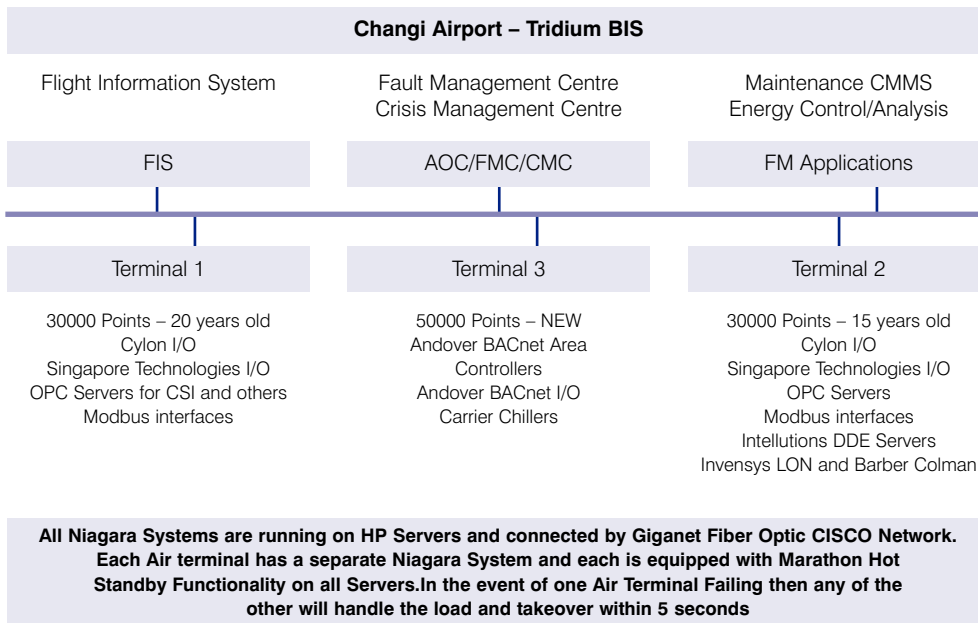 Changi Airport – Tridium BIS
Flight Information System
Fault Management Centre
Crisis Management Centre
Maintenance CMMS
Energy Control/Analysis
FIS
AOC/FMC/CMC
FM Applications
Terminal 1
30000 Points – 20 years old
Cylon I/O
Singapore Technologies I/O
OPC Servers for CSI and others
Modbus interfaces
Terminal 3
50000 Points – NEW
Andover BACnet Area
Controllers
Andover BACnet I/O
Carrier Chillers
Terminal 2
30000 Points – 15 years old
Cylon I/O
Singapore Technologies I/O
OPC Servers
Modbus interfaces
Intellutions DDE Servers
Invensys LON and Barber Colman
All Niagara Systems are running on HP Servers and connected by Giganet Fiber Optic CISCO Network.
Each Air terminal has a separate Niagara System and each is equipped with Marathon Hot
Standby Functionality on all Servers.In the event of one Air Terminal Failing then any of the
other will handle the load and takeover within 5 seconds